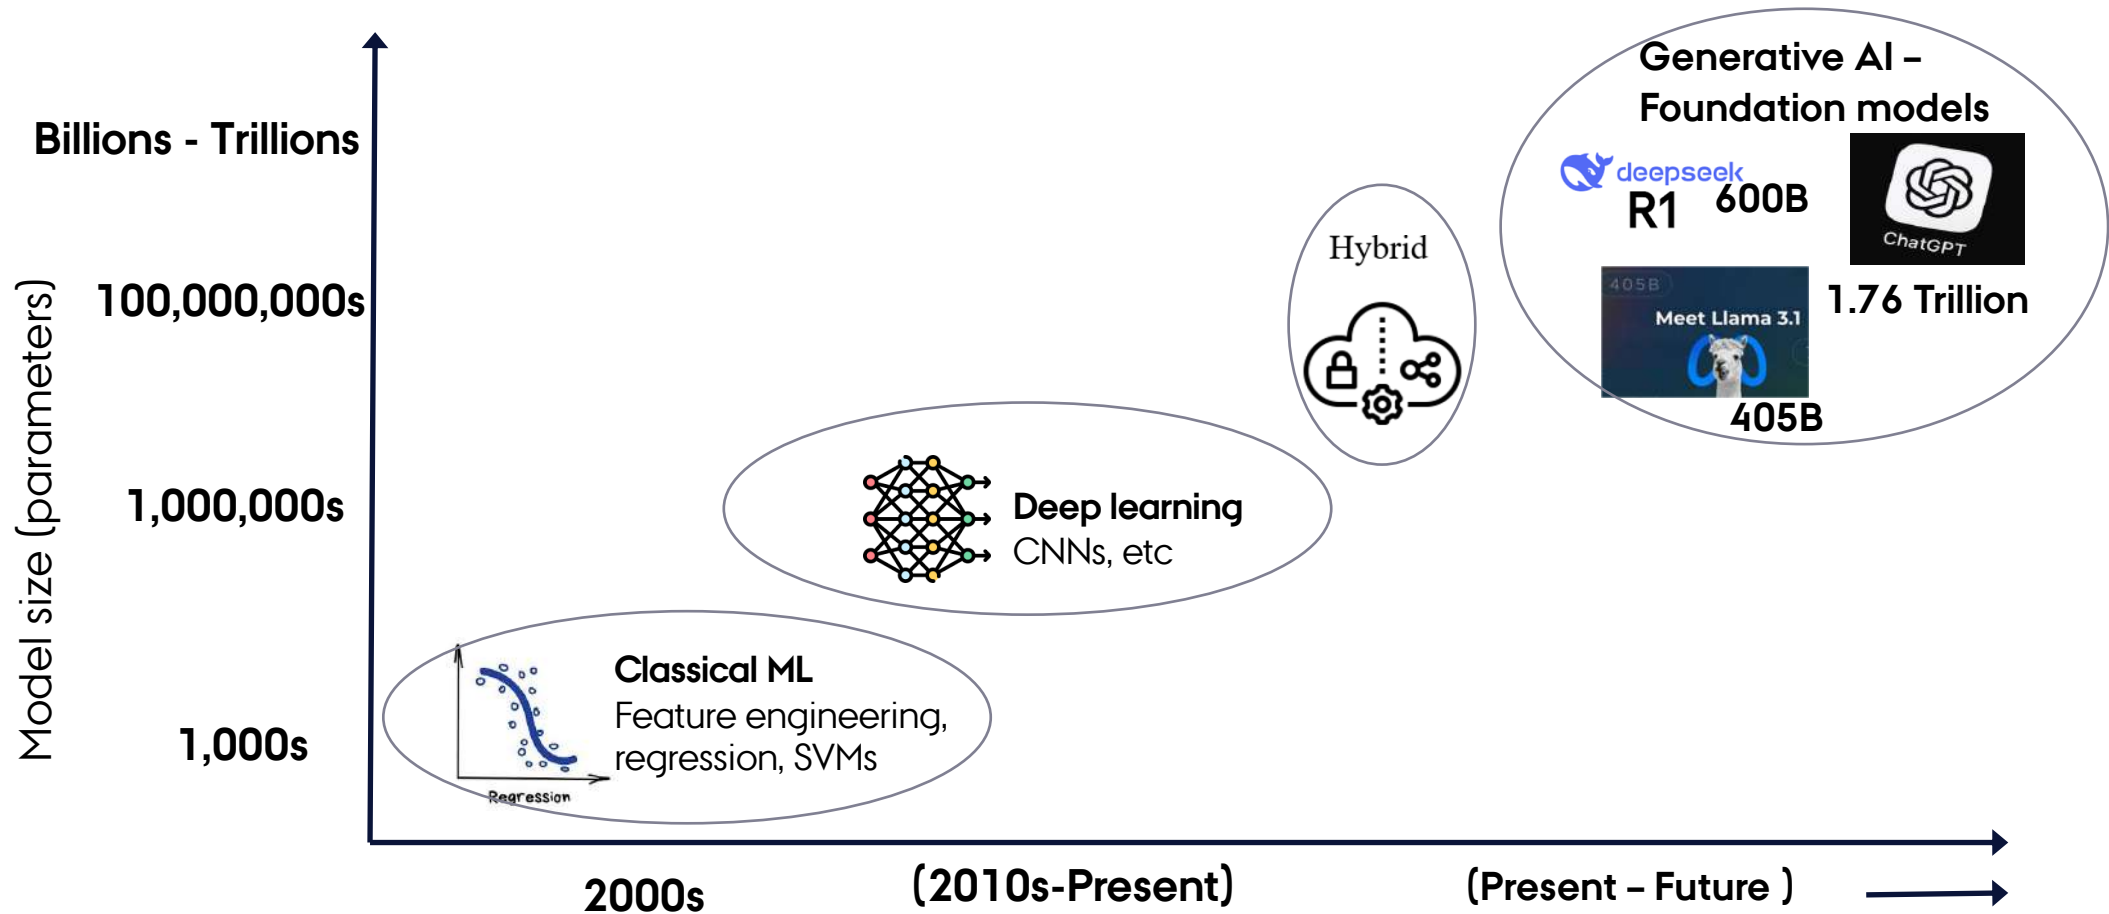 Generative AI –
Foundation models
Billions - Trillions
deepseek
R1
600B
ChatGPT
Hybrid
100,000,000s
405B
Meet Llama 3.1
1.76 Trillion
405B
Model size (parameters)
1,000,000s
Deep learning
CNNs, etc
Classical ML
Feature engineering,
regression, SVMs
Regression
1,000s
2000s
(2010s-Present)
(Present – Future )